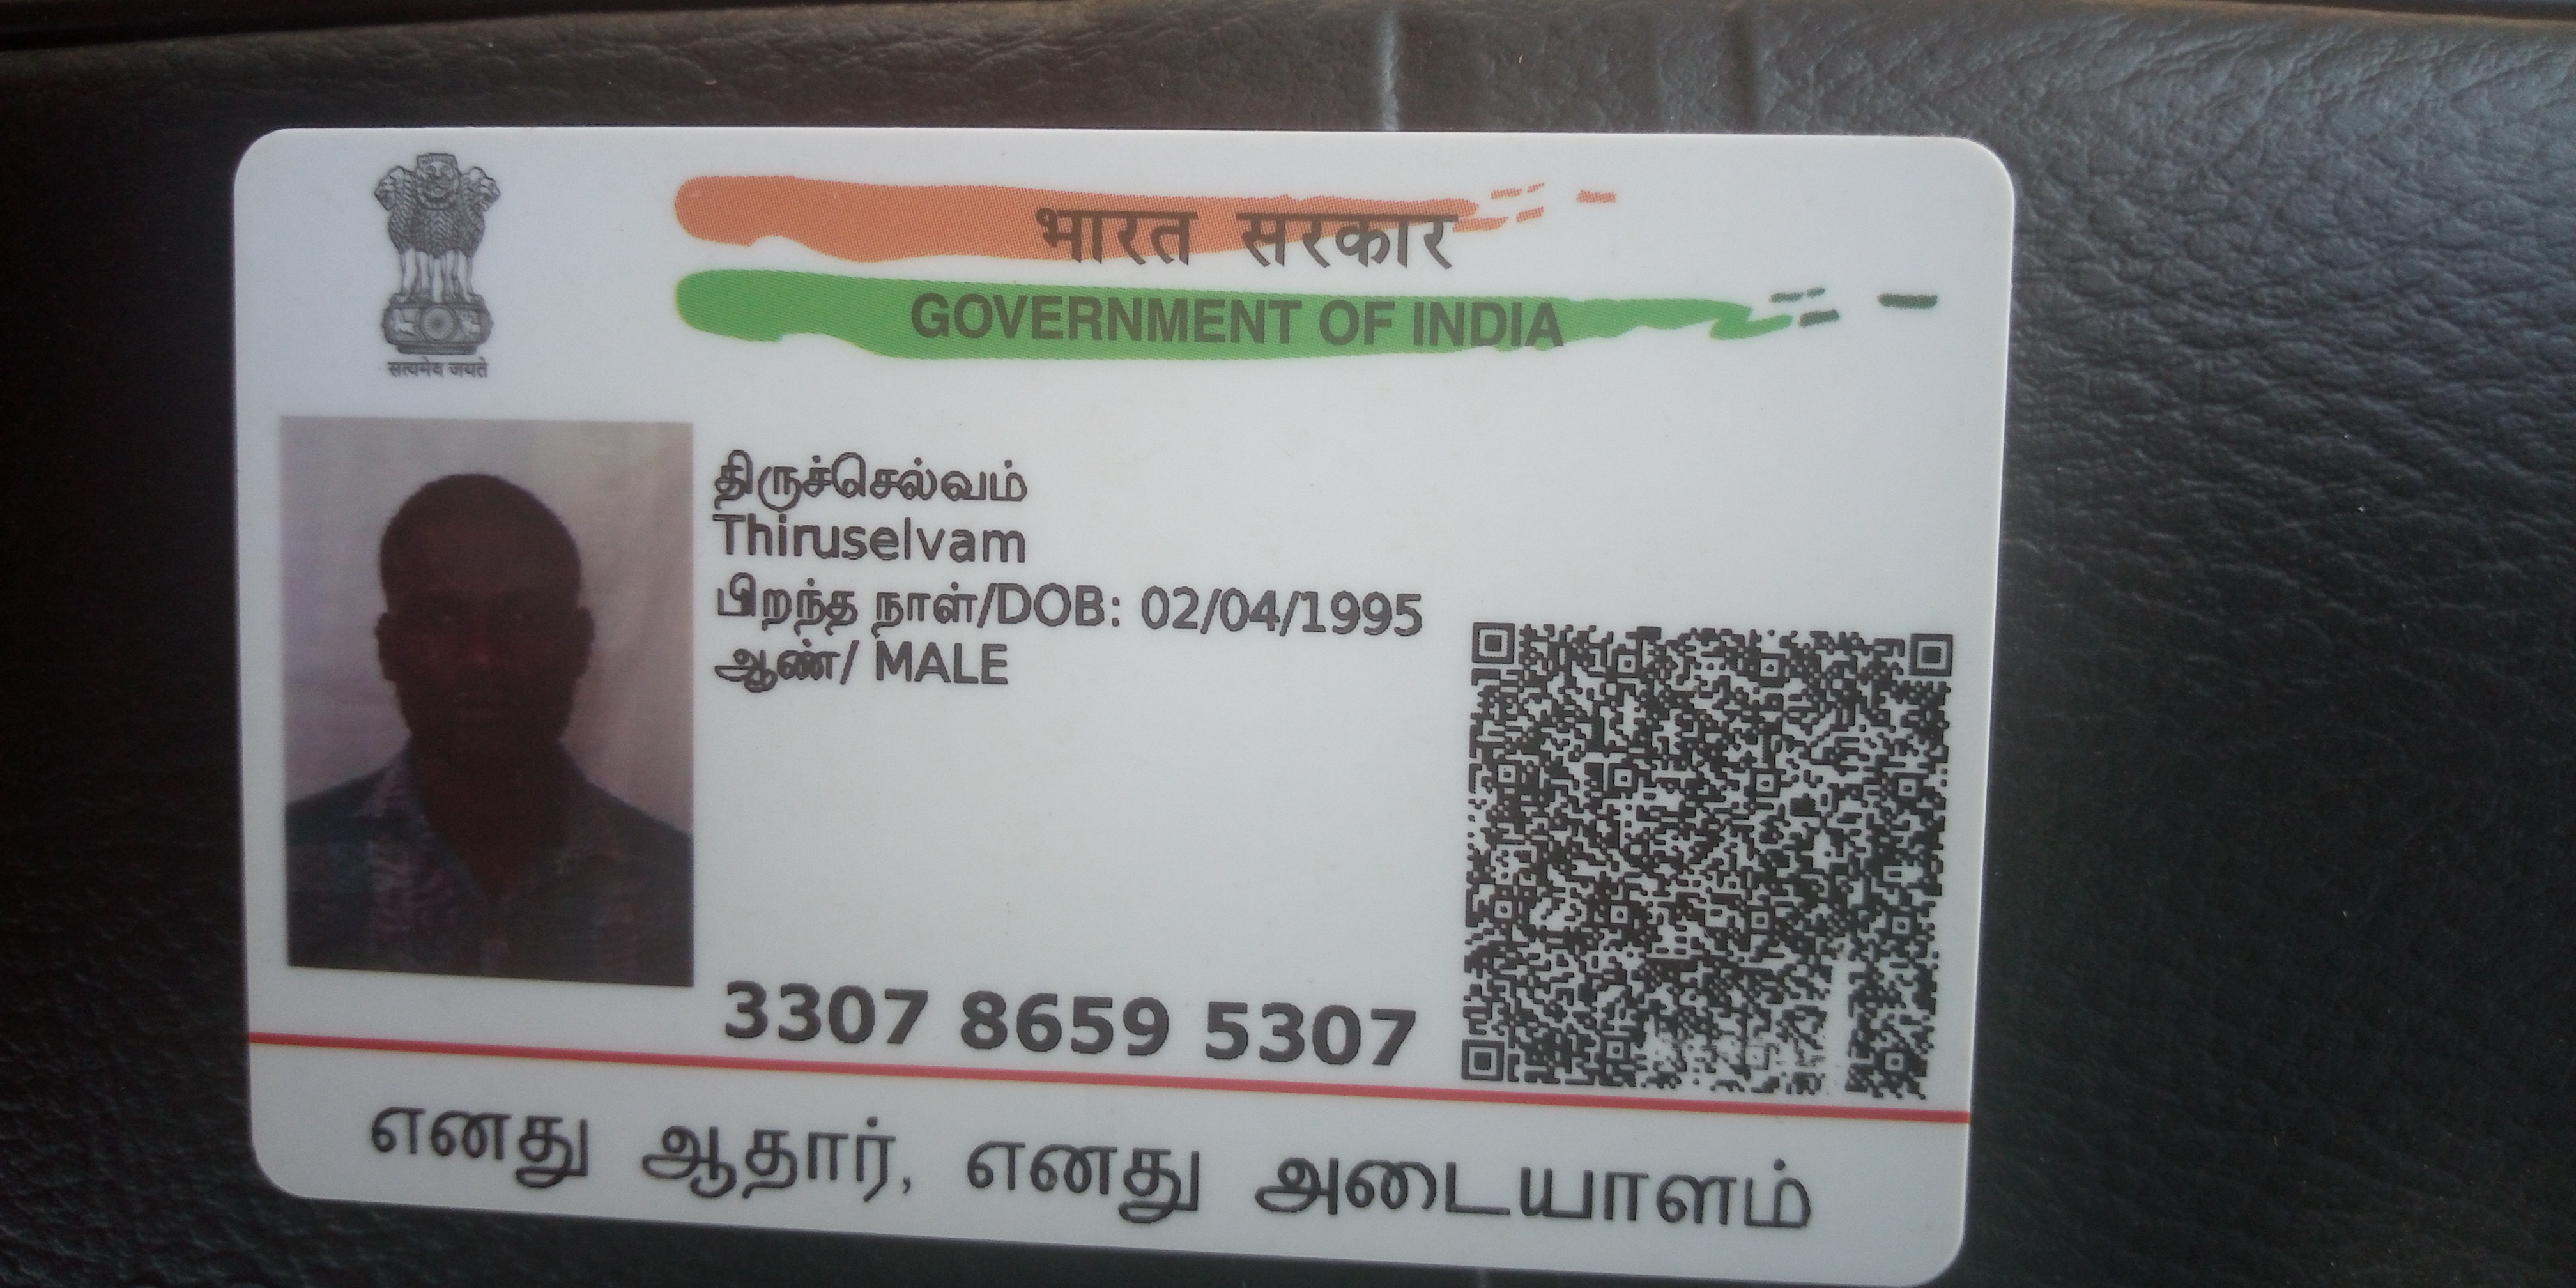 सत्यमेव जयते
भारत सरकार
GOVERNMENT OF INDIA
திருச்செல்வம்
Thiruselvam
பிறந்த நாள்/DOB: 02/04/1995
ஆண்/ MALE
3307 8659 5307
எனது ஆதார், எனது அடையாளம்